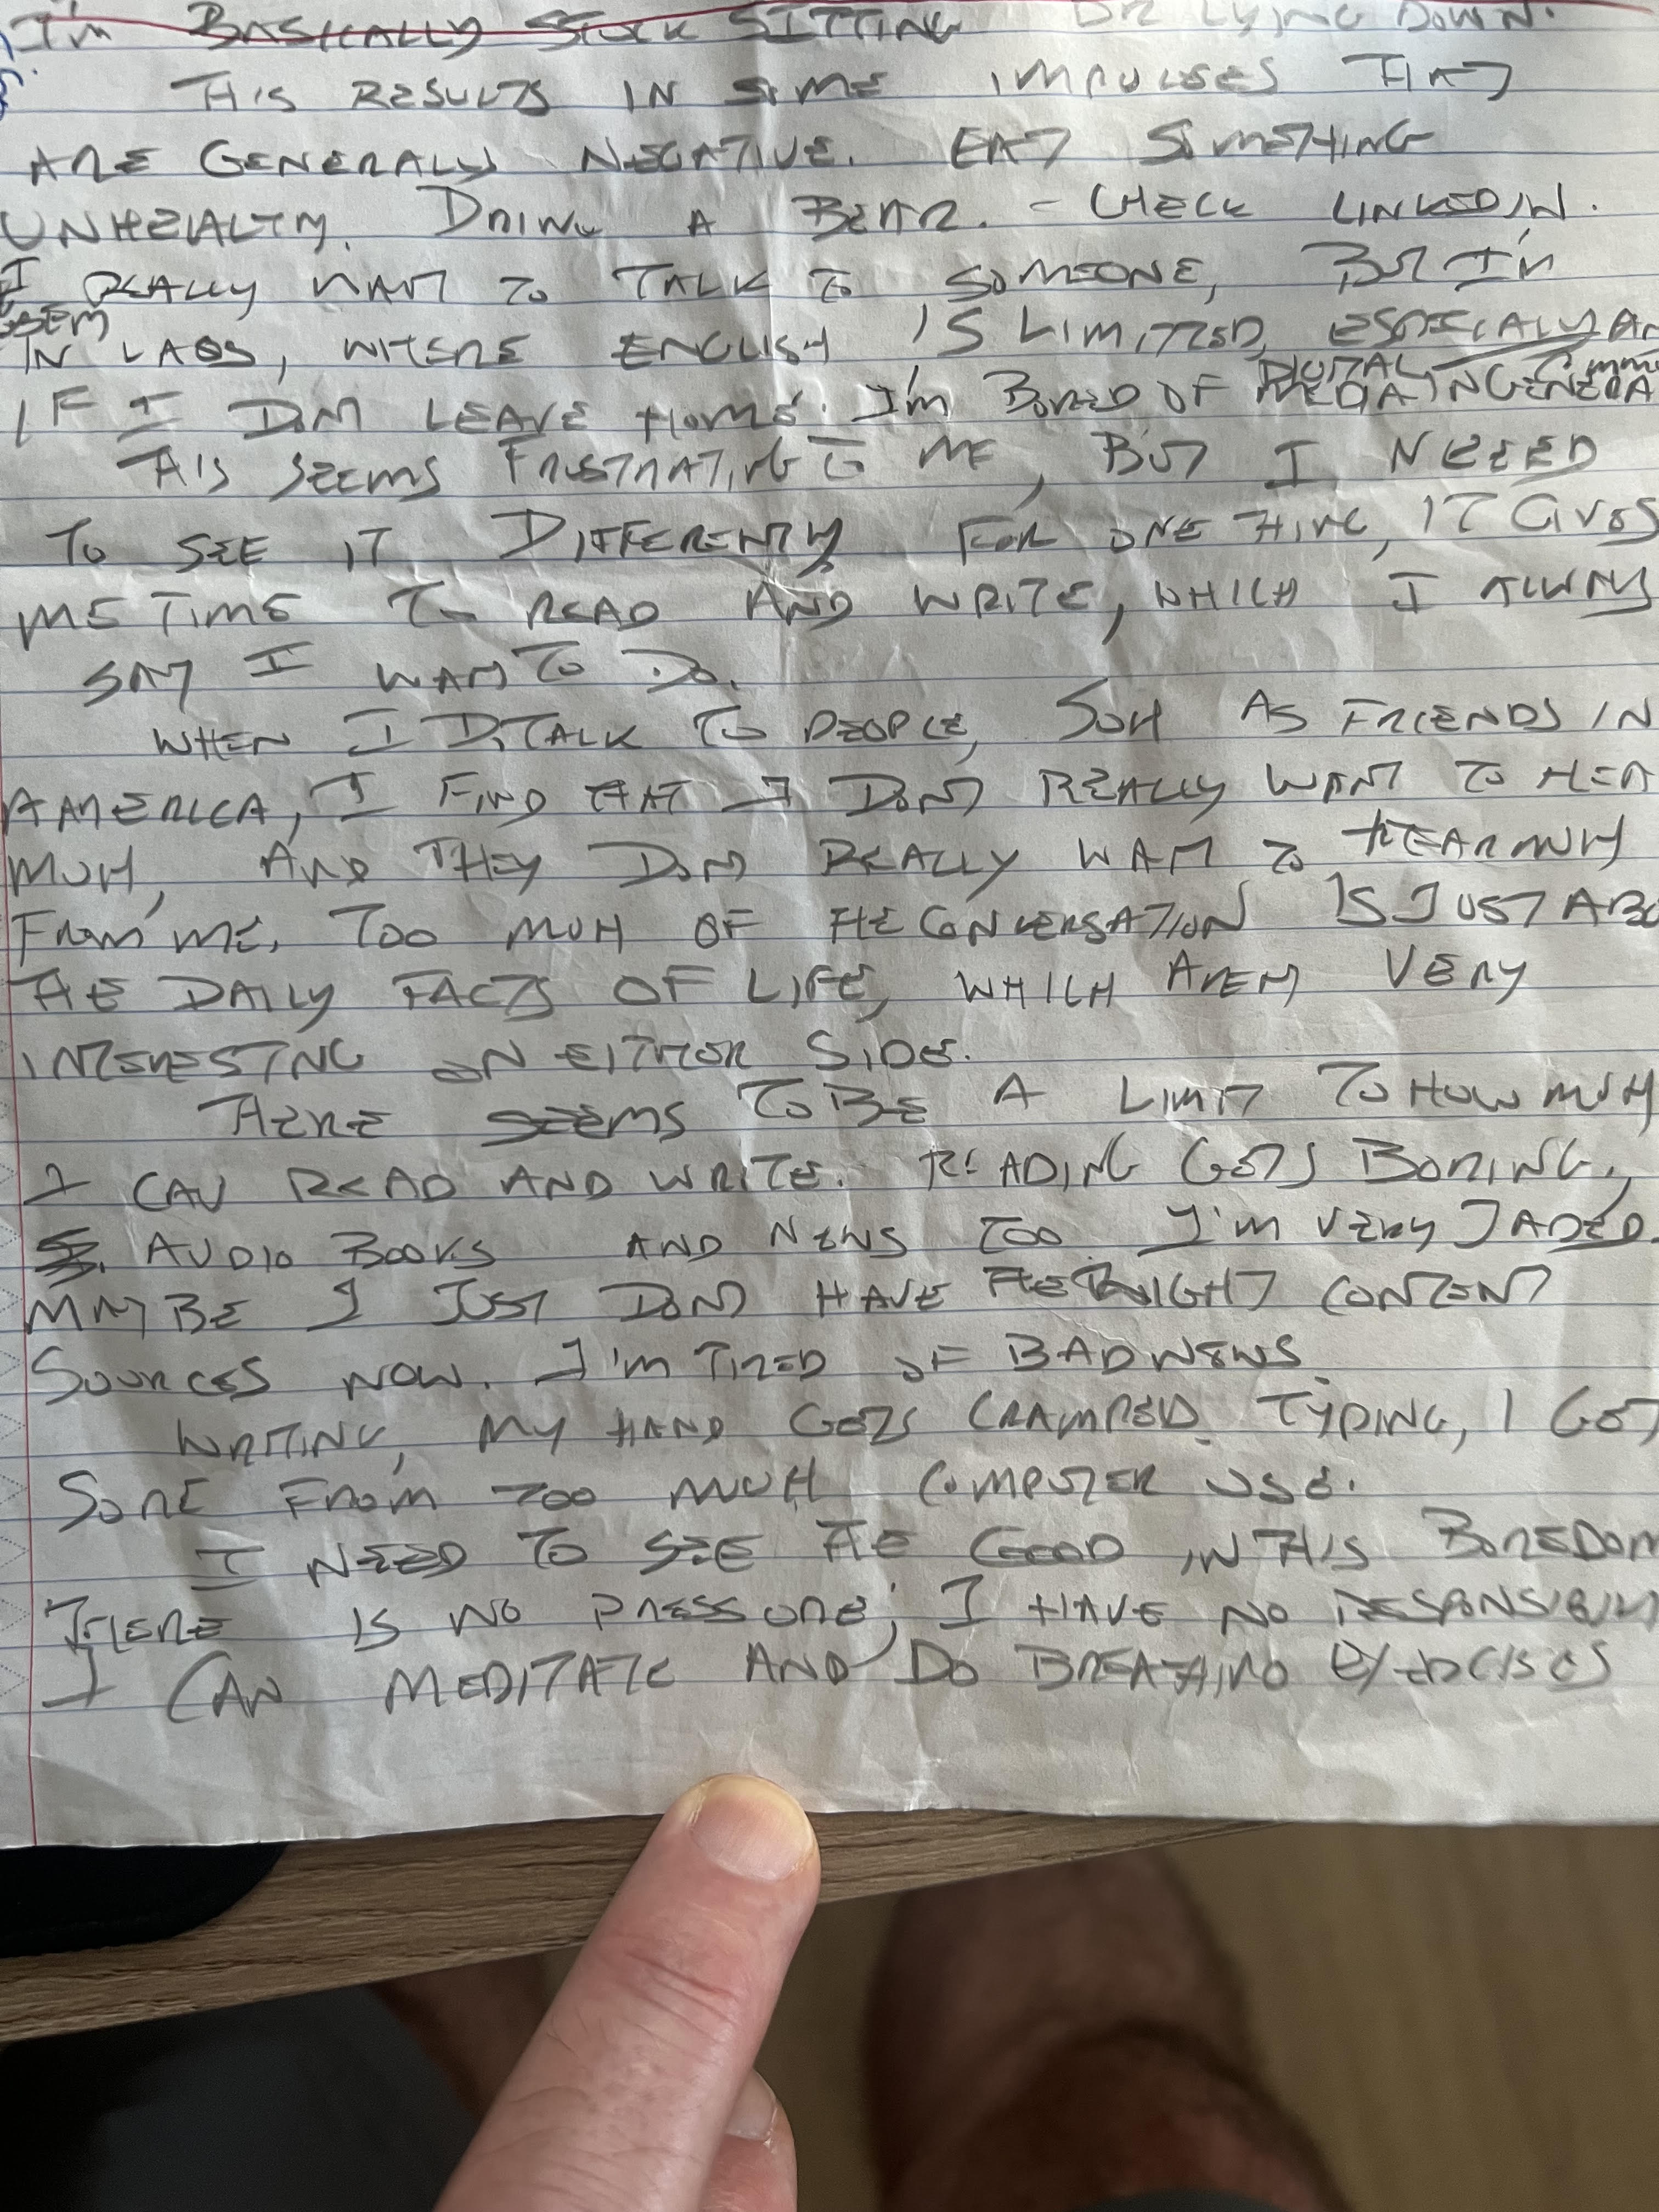 I'm BASICALLY STUCK SITTING OR LYING DOWN.
THIS RESULTS IN SOME IMPULSES THAT
ARE GENERALLY NEGATIVE. EAT SOMETHING
UNHEALTHY. DRINK A BEAR. - CHECK LINKEDIN.
I REALLY WANT TO TALK TO SOMEONE, BUT I'M
IN LAOS, WHERE ENGLISH IS LIMITED, ESPECIALLY
DIGITAL
IF I DON'T LEAVE HOME. I'm BORED OF MEDIA IN GENERA
THIS SEEMS FRUSTRATING TO ME, BUT I NEED
TO SEE IT DIFFERENTLY. FOR ONE THING, IT GIVES
ME TIME TO READ AND WRITE, WHICH I ALWAYS
SAY I WANT TO DO.
WHEN I DO TALK TO PEOPLE, SUCH AS FRIENDS IN
AMERICA, I FIND THAT I DON'T REALLY WANT TO HEA
MUCH, AND THEY DON'T REALLY WANT TO HEAR MUCH
FROM ME. TOO MUCH OF THE CONVERSATION IS JUST ABO
THE DAILY FACTS OF LIFE, WHICH AREN'T VERY
INTERESTING ON EITHER SIDE.
THERE SEEMS TO BE A LIMIT TO HOW MUCH
I CAN READ AND WRITE. READING GETS BORING,
AUDIO BOOKS AND NEWS TOO. I'M VERY JADED.
MAYBE I JUST DON'T HAVE THE RIGHT CONTENT
SOURCES NOW. I'M TIRED OF BAD NEWS.
WRITING, MY HAND GETS CRAMPED. TYPING, I GET
SORE FROM TOO MUCH COMPUTER USE.
I NEED TO SEE THE GOOD IN THIS BOREDOM
THERE IS NO PRESSURE; I HAVE NO RESPONSIBILITY
I CAN MEDITATE AND DO BREATHING EXERCISES